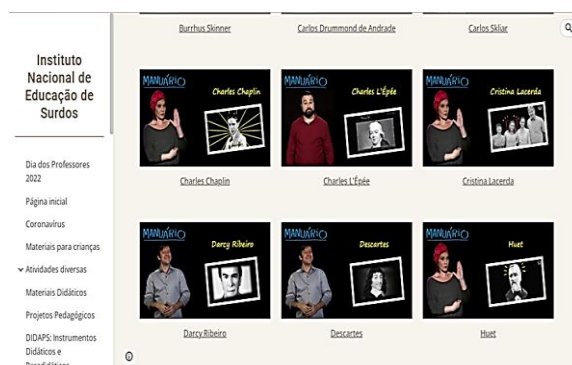 Instituto
Nacional de
Educação de
Surdos
Dia dos Professores
2022
Página inicial
Coronavírus
Materiais para crianças
Atividades diversas
Materiais Didáticos
Projetos Pedagógicos
DIDAPS: Instrumentos
Didáticos e
Paradidáticos
Burrhus Skinner
Carlos Drummond de Andrade
Carlos Skliar
MANUÁRIO
Charles Chaplin
MANUÁRIO
Charles L'Épée
MANUÁRIO
Cristina Lacerda
Charles Chaplin
Charles L'Épée
Cristina Lacerda
MANUÁRIO
Darcy Ribeiro
MANUÁRIO
Descartes
MANUÁRIO
Huet
Darcy Ribeiro
Descartes
Huet